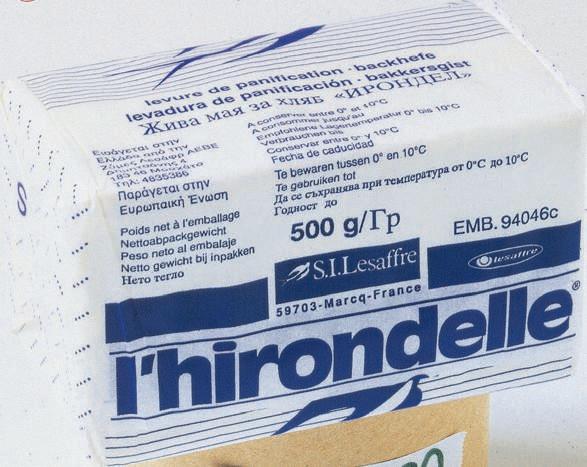 levure de panification - backhefe
levadura de panificación - bakkersgist
Жива мая за хляб «ИРОНДЕЛ»
Εισάγεται στην
Ελλάδα από την ΑΕΒΕ
Τηλ: 4835386
Παράγεται στην
Ευρωπαϊκή Ένωση
Poids net à l'emballage
Nettoabpackgewicht
Peso neto al embalaje
Netto gewicht bij inpakken
Нето тегло
A conserver entre 0° et 10°C
A consommer jusqu'au
Empfohlene Lagertemperatur 0° bis 10°C
Verbrauchen bis
Conservar entre 0° y 10°C
Fecha de caducidad
Te bewaren tussen 0° en 10°C
Te gebruiken tot
Да се съхранява при температура от 0°C до 10°C
Годност до
500 g/Гр
EMB. 94046c
S.I.Lesaffre
lesaffre
59703-Marcq-France
l'hirondelle®
S